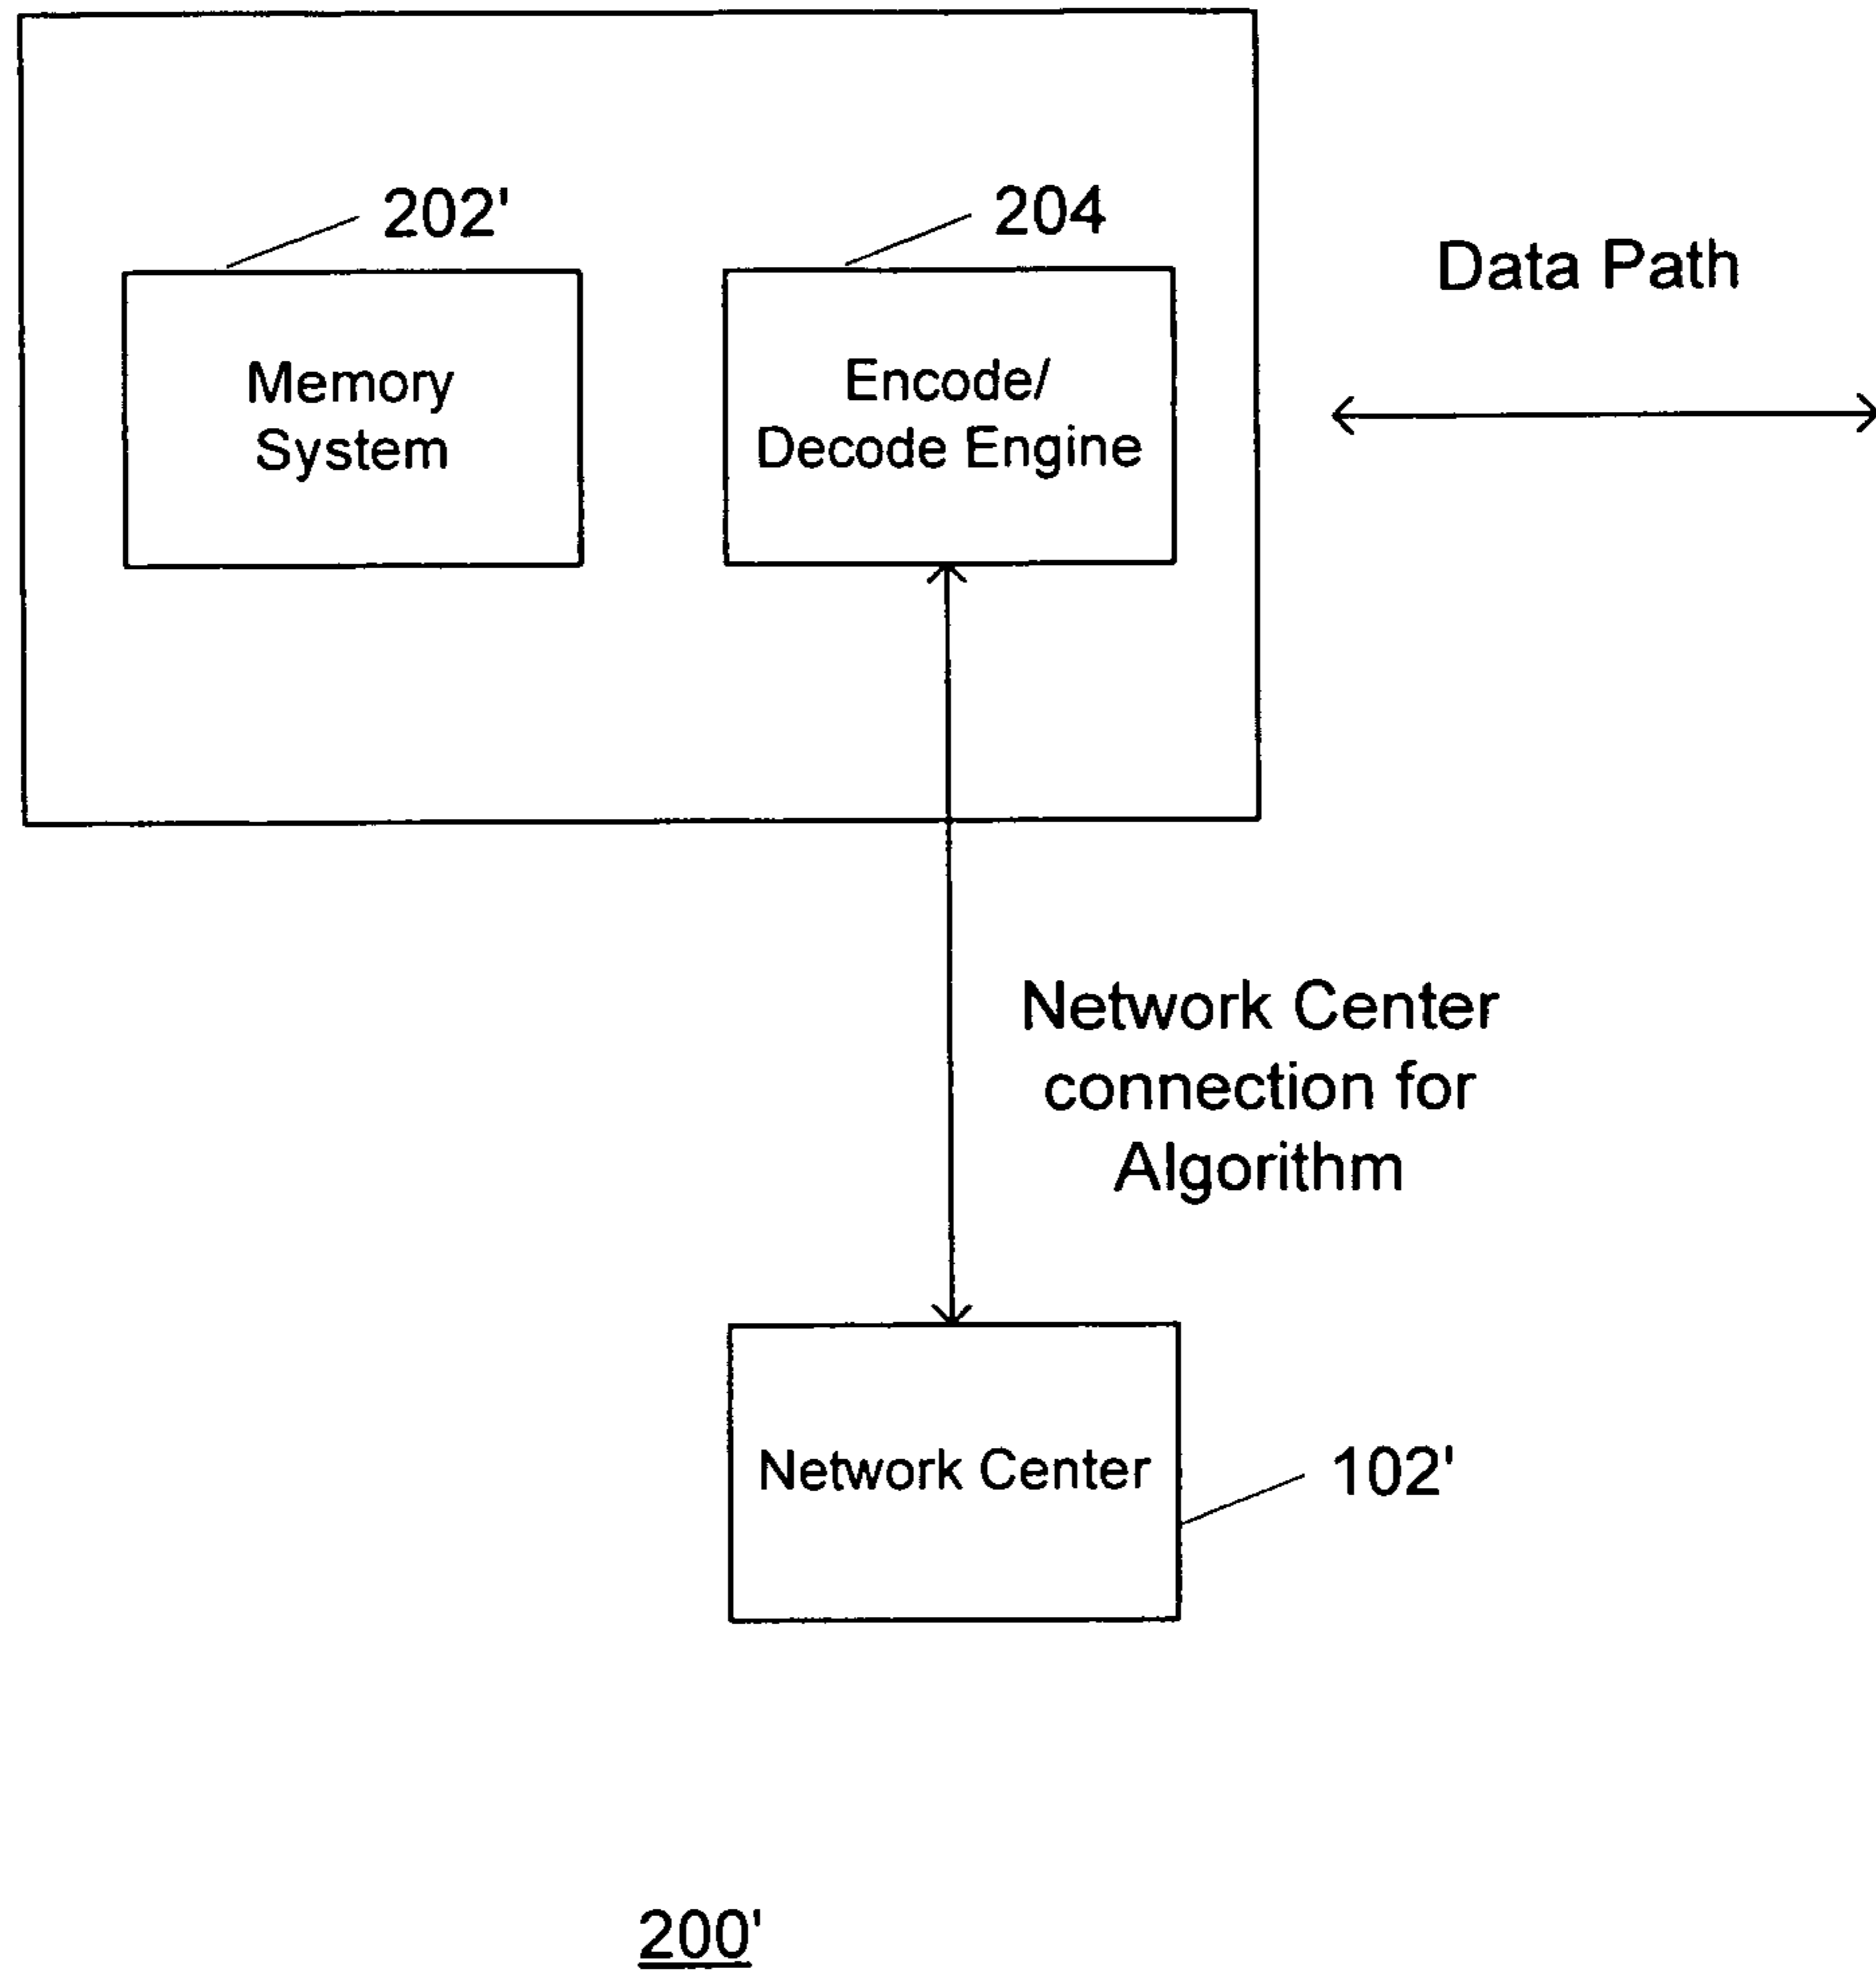 202'
204
Data Path
Memory
System
Encode/
Decode Engine
Network Center
connection for
Algorithm
Network Center
102'
200'